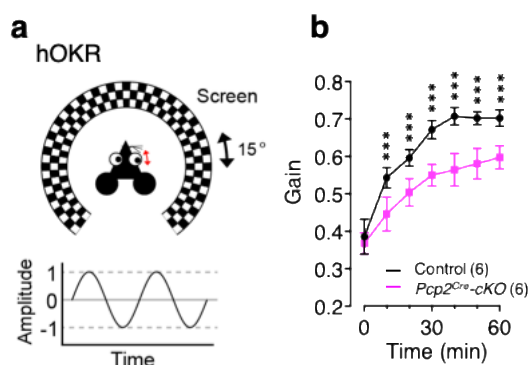 a
hOKR
Screen
15°
Amplitude
1
0
-1
Time
b
***
***
***
***
***
***
Gain
0.8
0.7
0.6
0.5
0.4
0.3
0.2
Control (6)
Pcp2Cre-cKO (6)
0
30
60
Time (min)